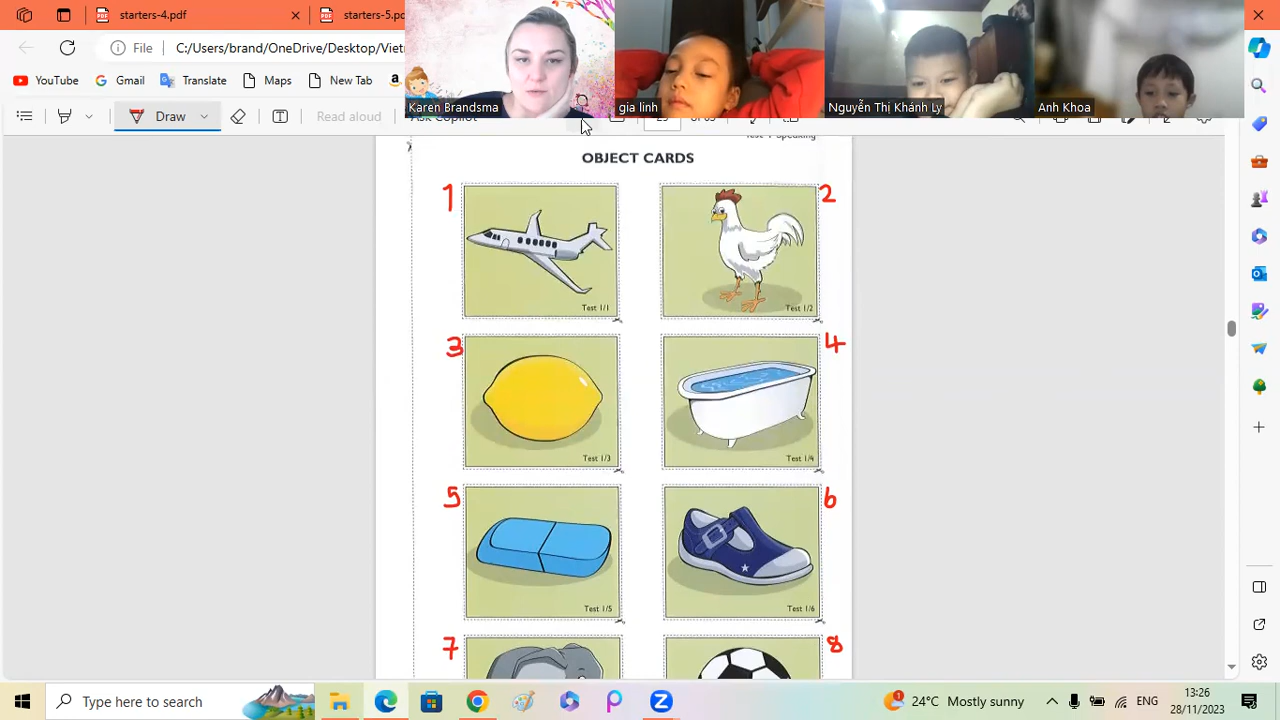 starters-4.pdf
starters-5.p
File
C:/Users/brand/OneDrive/Desktop/Viet
YouTube
Gmail
Translate
Maps
New Tab
Draw
Read aloud
Karen Brandsma
gia linh
Nguyễn Thị Khánh Ly
Anh Khoa
OBJECT CARDS
1
2
Test 1/1
Test 1/2
3
4
Test 1/3
Test 1/4
5
6
Test 1/5
Test 1/6
7
8
Type here to search
1
24°C Mostly sunny
ENG
13:26
28/11/2023